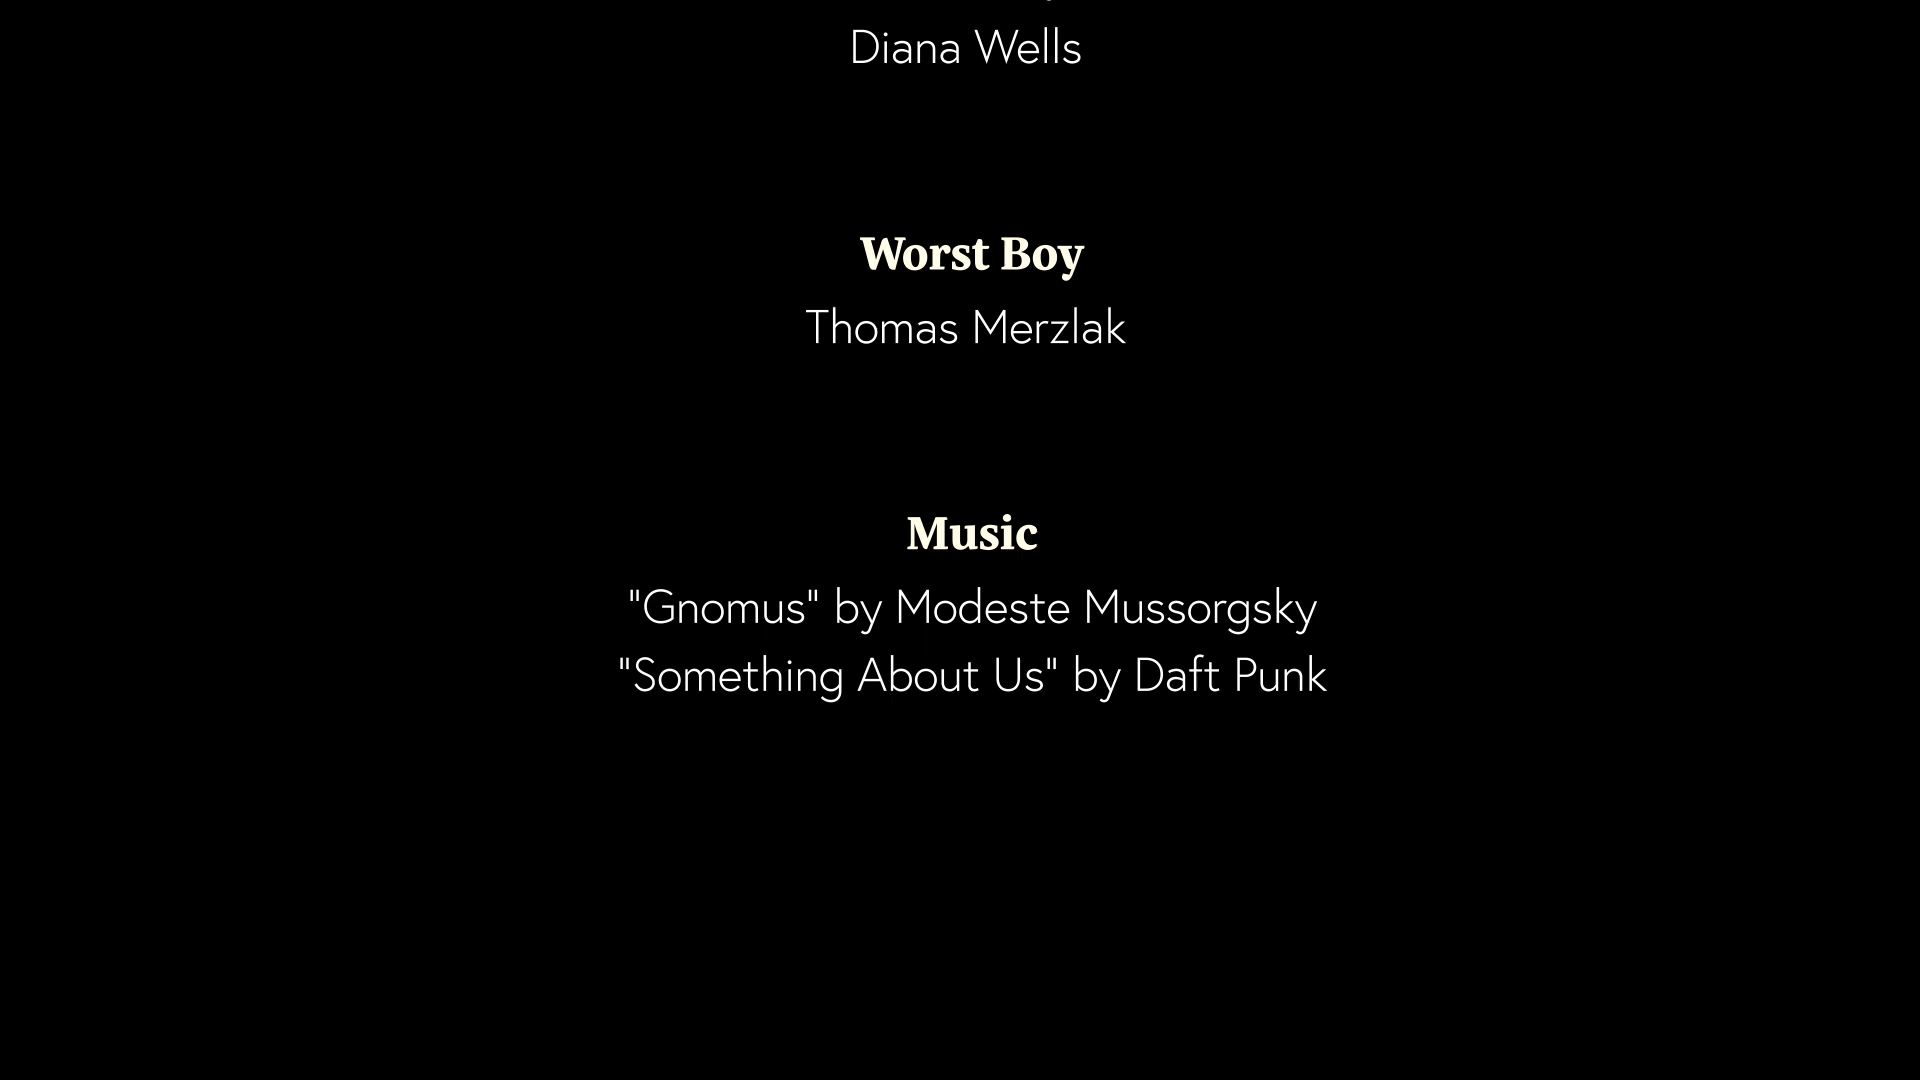 Diana Wells
Worst Boy
Thomas Merzlak
Music
"Gnomus" by Modeste Mussorgsky
"Something About Us" by Daft Punk